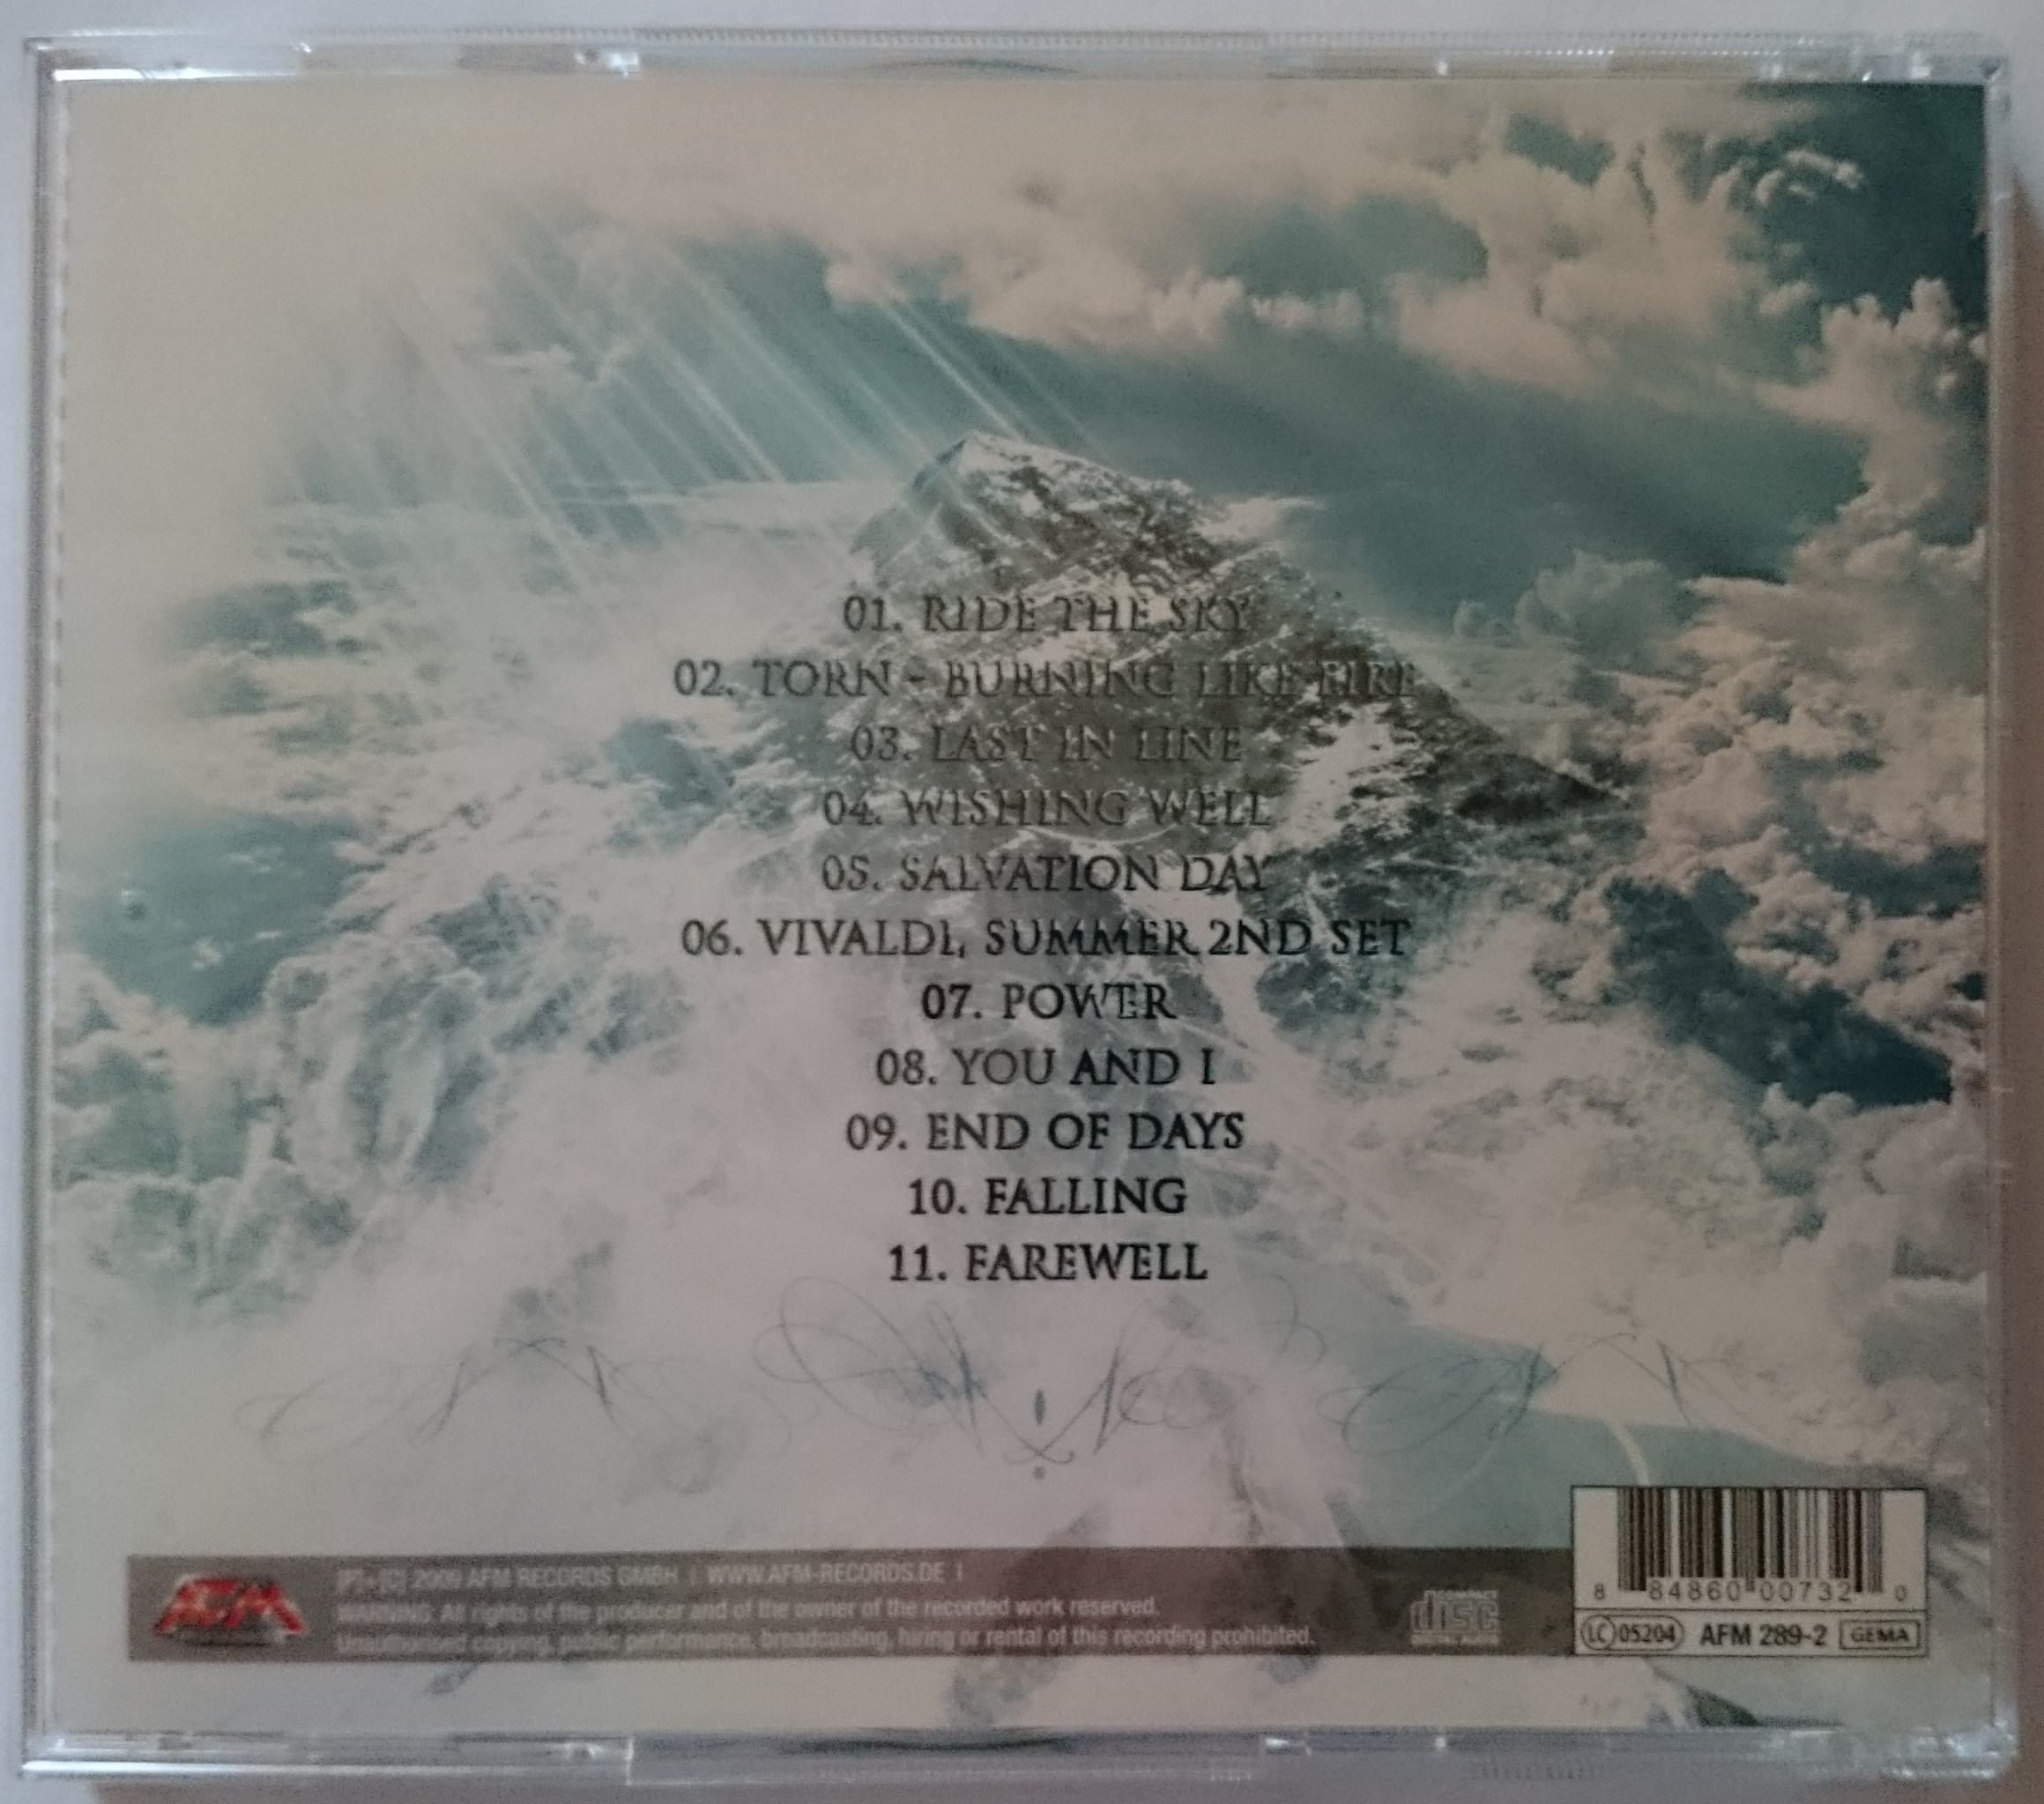 01. RIDE THE SKY
02. TORN - BURNING LIKE FIRE
03. LAST IN LINE
04. WISHING WELL
05. SALVATION DAY
06. VIVALDI, SUMMER 2ND SET
07. POWER
08. YOU AND I
09. END OF DAYS
10. FALLING
11. FAREWELL
AFM
(P)+(C) 2009 AFM RECORDS GMBH | WWW.AFM-RECORDS.DE |
WARNING: All rights of the producer and of the owner of the recorded work reserved.
Unauthorised copying, public performance, broadcasting, hiring or rental of this recording prohibited.
COMPACT
disc
DIGITAL AUDIO
8 84860 00732 0
LC 05204 AFM 289-2 GEMA